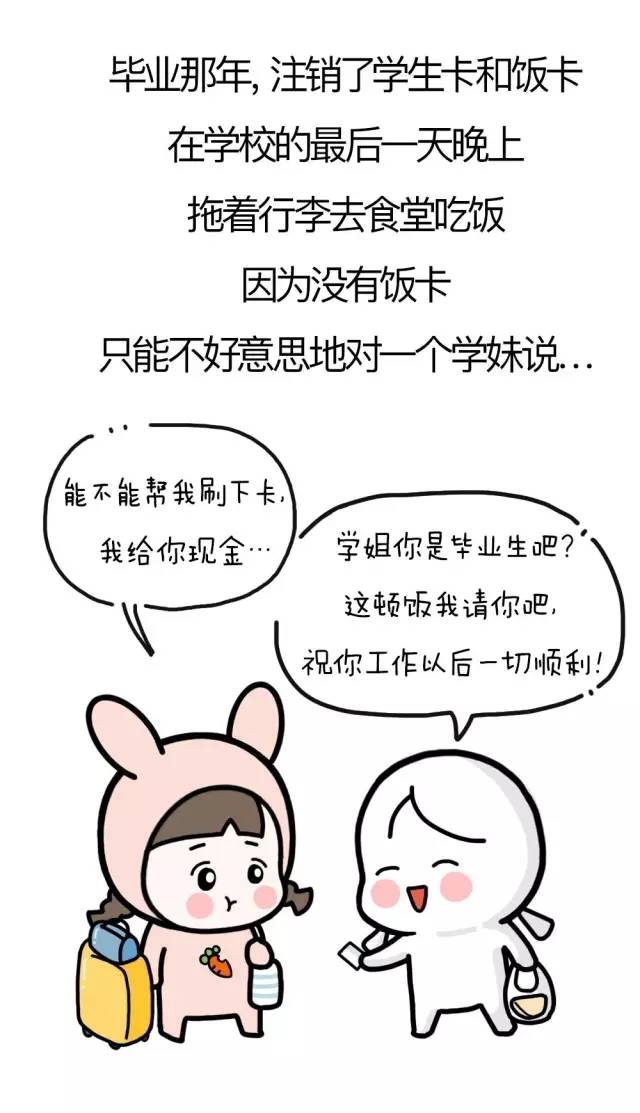 毕业那年, 注销了学生卡和饭卡
在学校的最后一天晚上
拖着行李去食堂吃饭
因为没有饭卡
只能不好意思地对一个学妹说…
能不能帮我刷下卡,
我给你现金…
学姐你是毕业生吧?
这顿饭我请你吧,
祝你工作以后一切顺利!